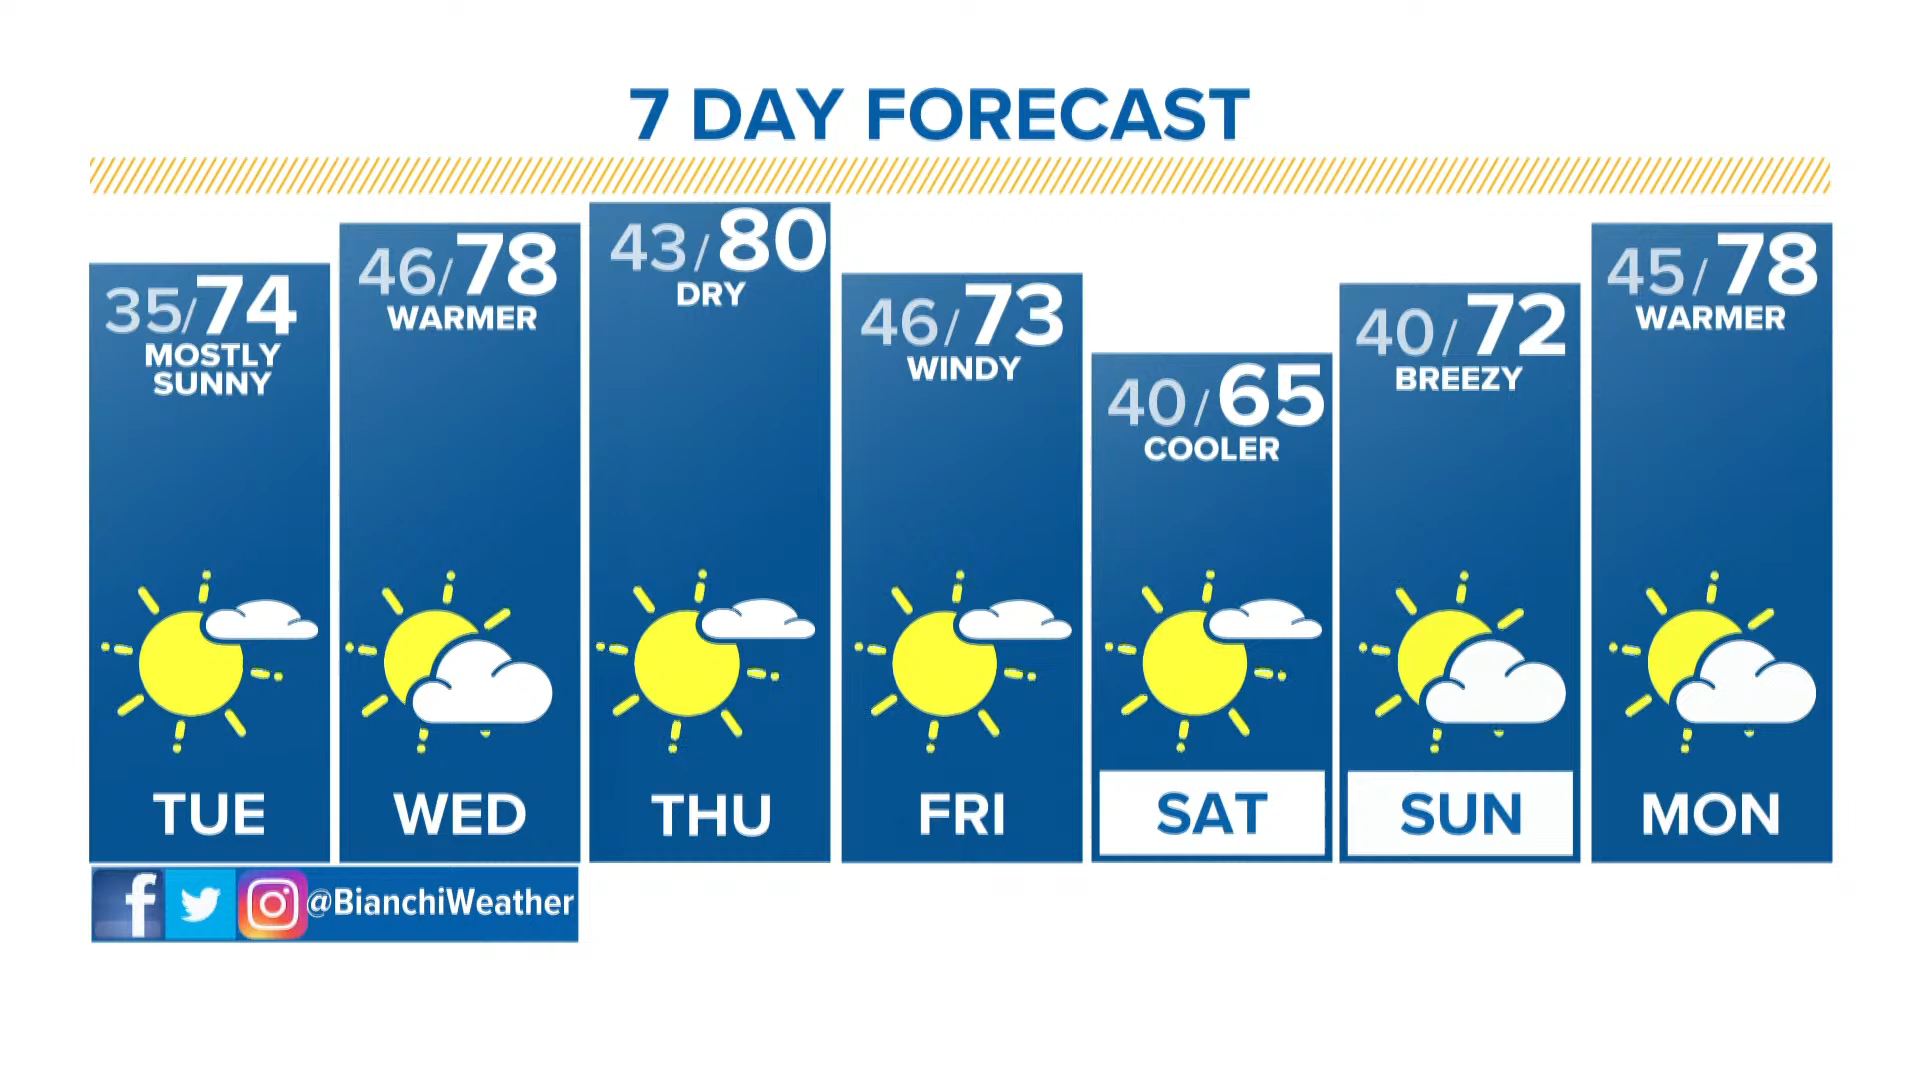 7 DAY FORECAST
35/74
MOSTLY
SUNNY
TUE
46/78
WARMER
WED
43/80
DRY
THU
46/73
WINDY
FRI
40/65
COOLER
SAT
40/72
BREEZY
SUN
45/78
WARMER
MON
@BianchiWeather